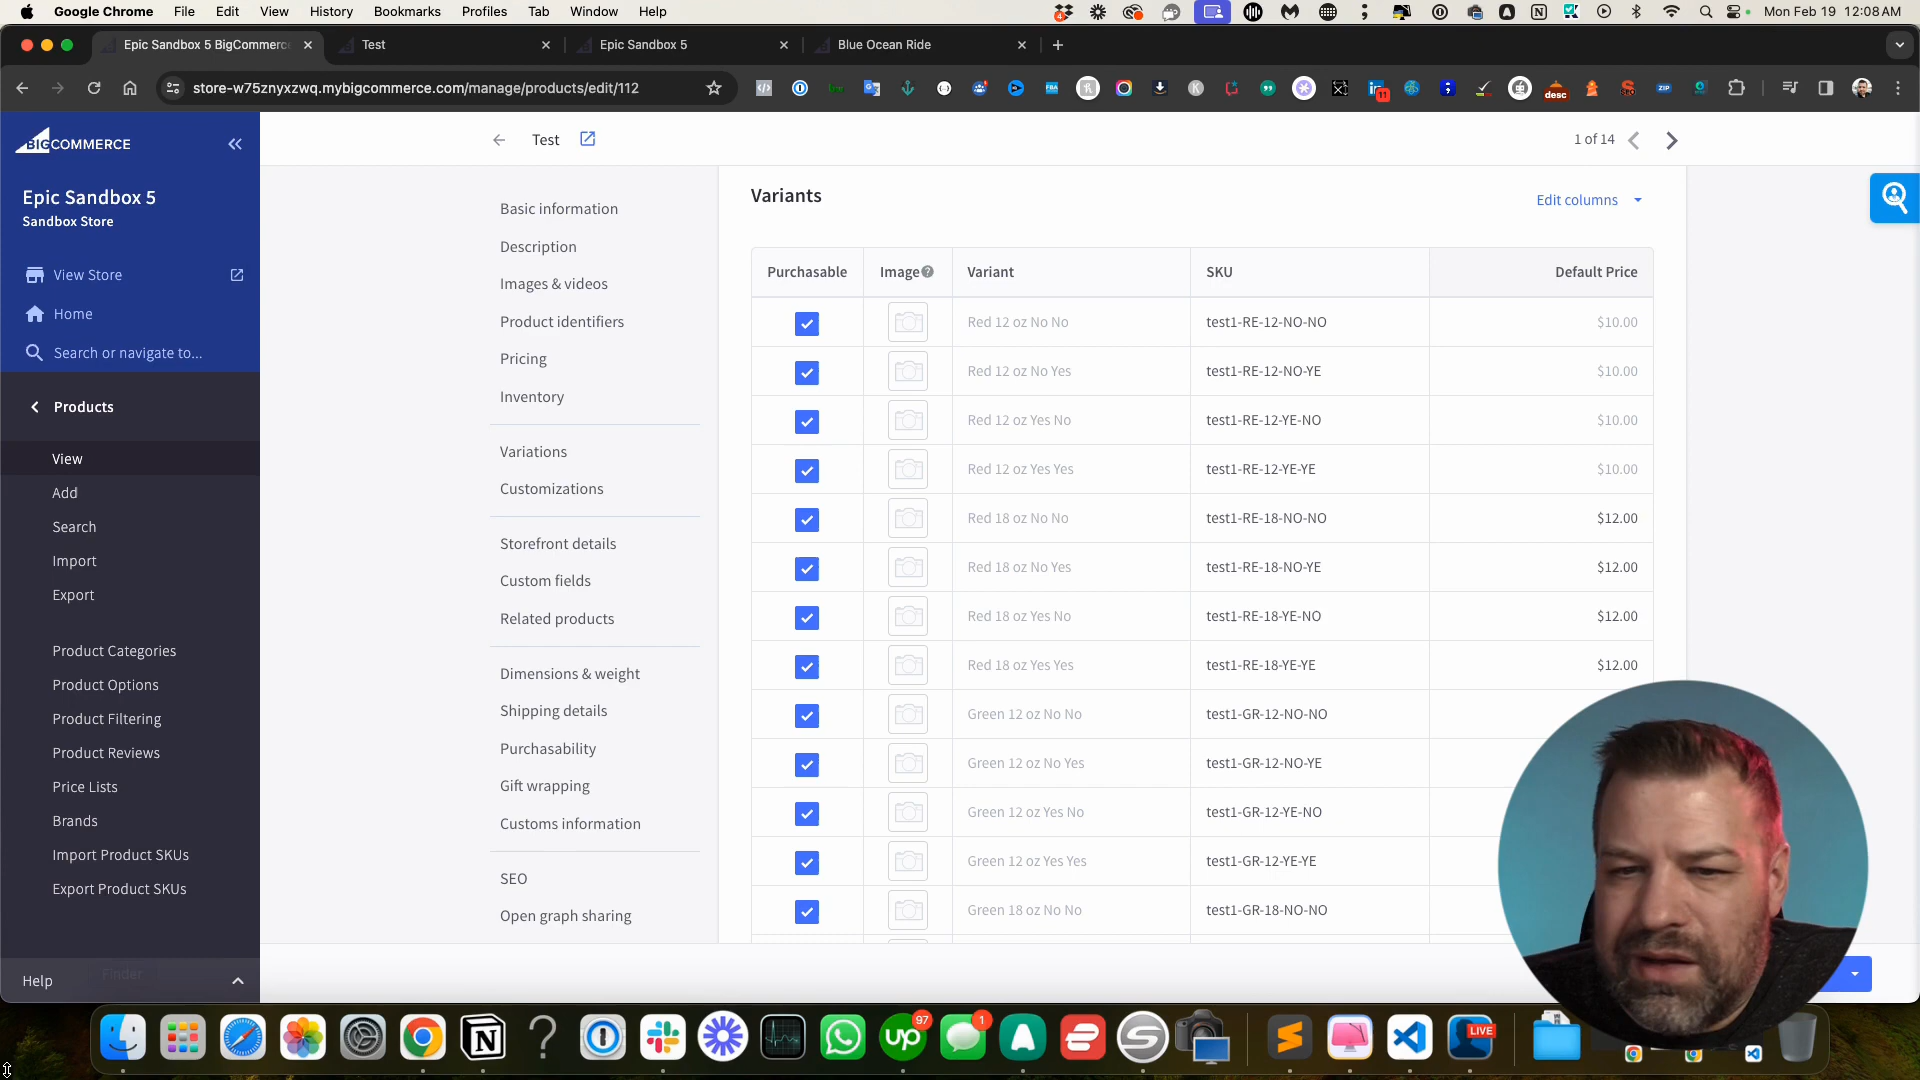 Google Chrome File Edit View History Bookmarks Profiles Tab Window Help Mon Feb 19 12:08 AM
Epic Sandbox 5 BigCommerce Test Epic Sandbox 5 Blue Ocean Ride
store-w75znyxzwq.mybigcommerce.com/manage/products/edit/112
BIGCOMMERCE
Test
1 of 14
Epic Sandbox 5
Sandbox Store
View Store
Home
Search or navigate to...
Products
View
Add
Search
Import
Export
Product Categories
Product Options
Product Filtering
Product Reviews
Price Lists
Brands
Import Product SKUs
Export Product SKUs
Help
Finder
Basic information
Description
Images & videos
Product identifiers
Pricing
Inventory
Variations
Customizations
Storefront details
Custom fields
Related products
Dimensions & weight
Shipping details
Purchasability
Gift wrapping
Customs information
SEO
Open graph sharing
Variants
Edit columns
Purchasable Image Variant SKU Default Price
Red 12 oz No No test1-RE-12-NO-NO $10.00
Red 12 oz No Yes test1-RE-12-NO-YE $10.00
Red 12 oz Yes No test1-RE-12-YE-NO $10.00
Red 12 oz Yes Yes test1-RE-12-YE-YE $10.00
Red 18 oz No No test1-RE-18-NO-NO $12.00
Red 18 oz No Yes test1-RE-18-NO-YE $12.00
Red 18 oz Yes No test1-RE-18-YE-NO $12.00
Red 18 oz Yes Yes test1-RE-18-YE-YE $12.00
Green 12 oz No No test1-GR-12-NO-NO
Green 12 oz No Yes test1-GR-12-NO-YE
Green 12 oz Yes No test1-GR-12-YE-NO
Green 12 oz Yes Yes test1-GR-12-YE-YE
Green 18 oz No No test1-GR-18-NO-NO
desc
FBA
ZIP
11
4
97
1
up
LIVE